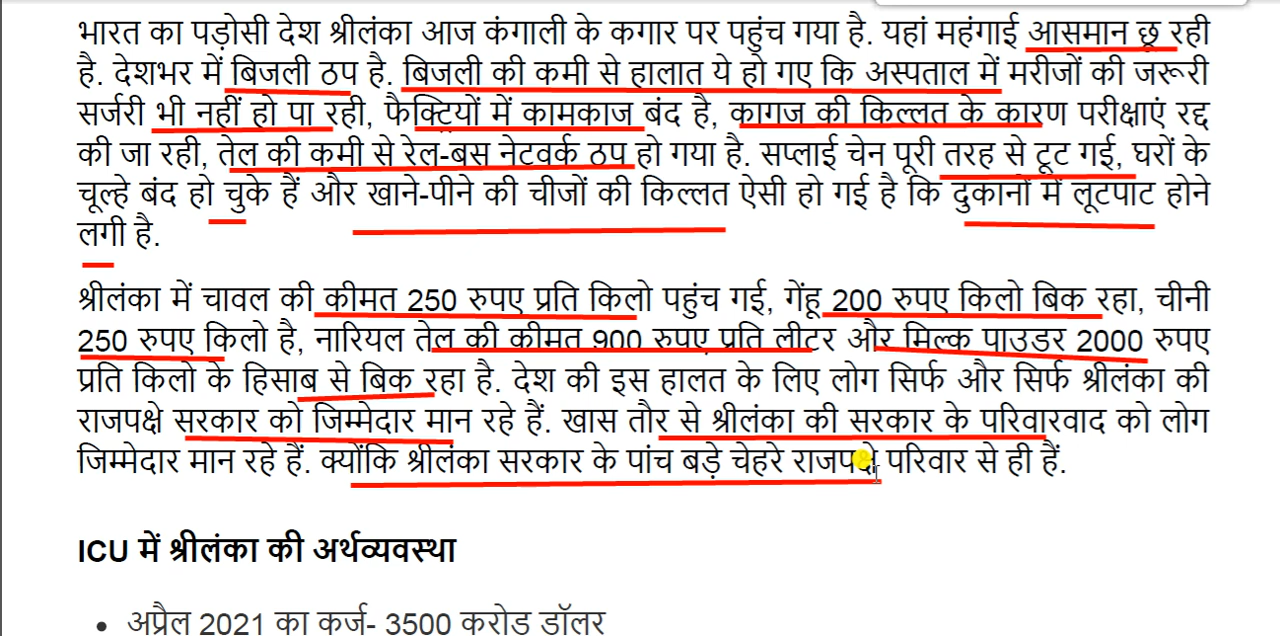 भारत का पड़ोसी देश श्रीलंका आज कंगाली के कगार पर पहुंच गया है. यहां महंगाई आसमान छू रही
है. देशभर में बिजली ठप है. बिजली की कमी से हालात ये हो गए कि अस्पताल में मरीजों की जरूरी
सर्जरी भी नहीं हो पा रही, फैक्ट्रियों में कामकाज बंद है, कागज की किल्लत के कारण परीक्षाएं रद्द
की जा रही, तेल की कमी से रेल-बस नेटवर्क ठप हो गया है. सप्लाई चेन पूरी तरह से टूट गई, घरों के
चूल्हे बंद हो चुके हैं और खाने-पीने की चीजों की किल्लत ऐसी हो गई है कि दुकानों में लूटपाट होने
लगी है.
श्रीलंका में चावल की कीमत 250 रुपए प्रति किलो पहुंच गई, गेंहू 200 रुपए किलो बिक रहा, चीनी
250 रुपए किलो है, नारियल तेल की कीमत 900 रुपए प्रति लीटर और मिल्क पाउडर 2000 रुपए
प्रति किलो के हिसाब से बिक रहा है. देश की इस हालत के लिए लोग सिर्फ और सिर्फ श्रीलंका की
राजपक्षे सरकार को जिम्मेदार मान रहे हैं. खास तौर से श्रीलंका की सरकार के परिवारवाद को लोग
जिम्मेदार मान रहे हैं. क्योंकि श्रीलंका सरकार के पांच बड़े चेहरे राजपक्षे परिवार से ही हैं.
ICU में श्रीलंका की अर्थव्यवस्था
• अप्रैल 2021 का कर्ज- 3500 करोड डॉलर